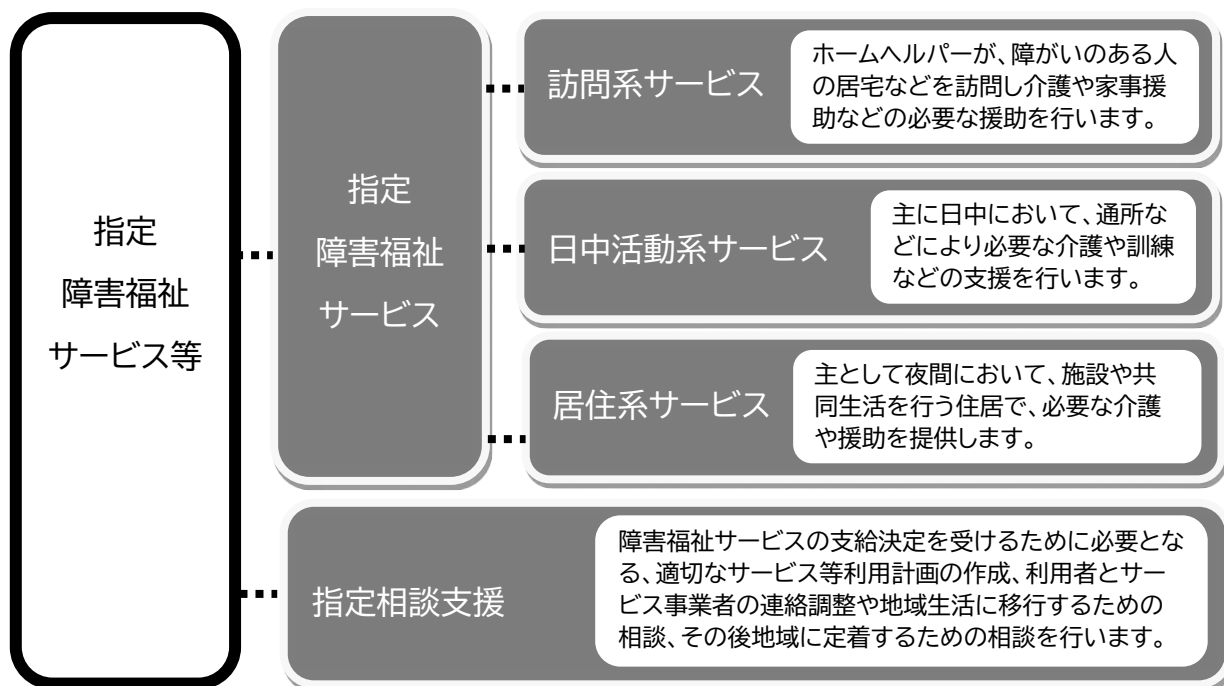 指定
障害福祉
サービス等
指定
障害福祉
サービス
訪問系サービス
ホームヘルパーが、障がいのある人
の居宅などを訪問し介護や家事援
助などの必要な援助を行います。
日中活動系サービス
主に日中において、通所な
どにより必要な介護や訓練
などの支援を行います。
居住系サービス
主として夜間において、施設や共
同生活を行う住居で、必要な介護
や援助を提供します。
指定相談支援
障害福祉サービスの支給決定を受けるために必要とな
る、適切なサービス等利用計画の作成、利用者とサー
ビス事業者の連絡調整や地域生活に移行するための
相談、その後地域に定着するための相談を行います。